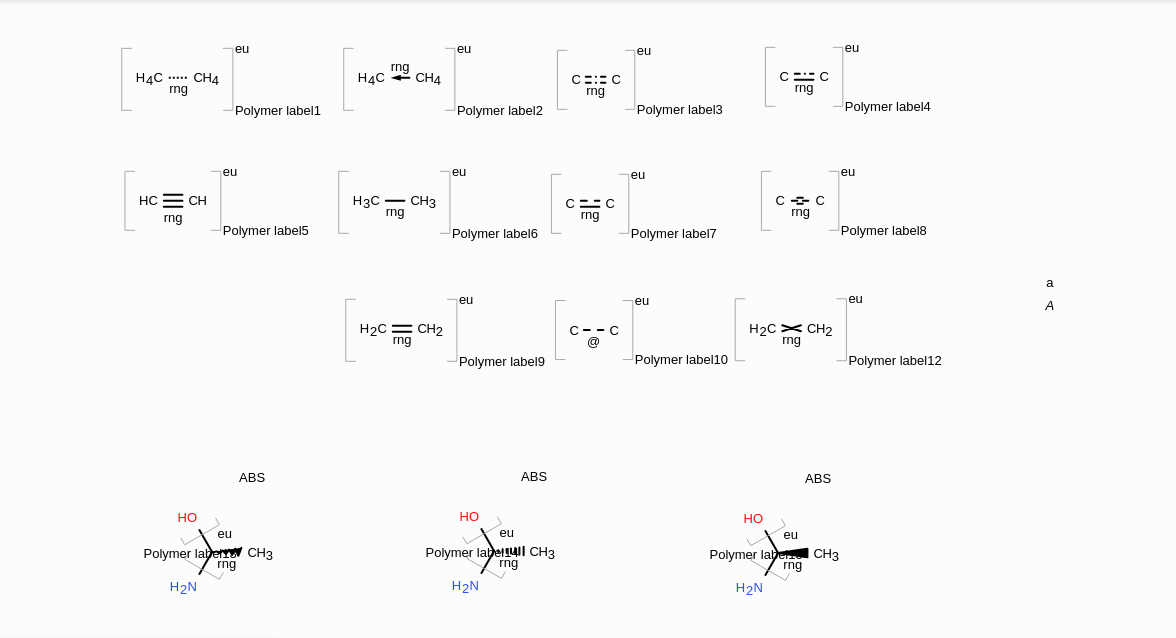 eu eu eu eu
H4C CH4 rng Polymer label1
H4C rng CH4 Polymer label2
C C rng Polymer label3
C C rng Polymer label4
eu eu eu eu
HC CH rng Polymer label5
H3C CH3 rng Polymer label6
C C rng Polymer label7
C C rng Polymer label8
a
A
eu eu eu
H2C CH2 rng Polymer label9
C C @ Polymer label10
H2C CH2 rng Polymer label12
ABS ABS ABS
HO HO HO
eu eu eu
Polymer CH3 Polymer CH3 Polymer CH3
rng rng rng
H2N H2N H2N